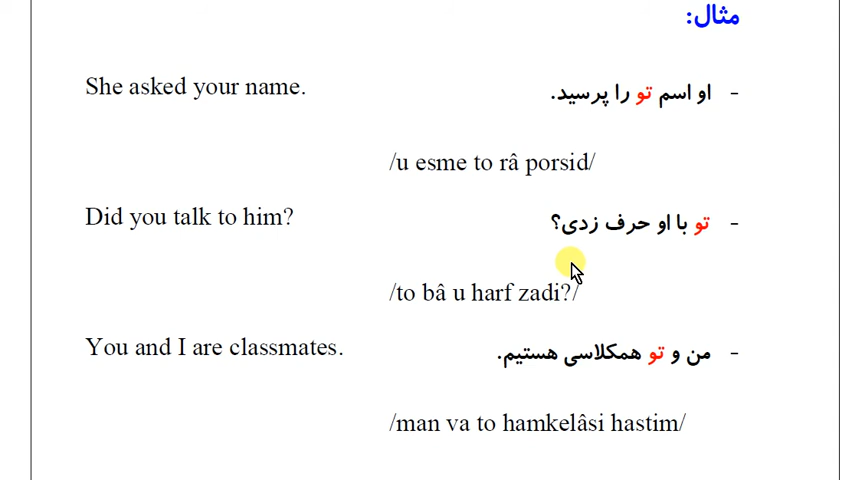 مثال:
She asked your name.
- او اسم تو را پرسید.
/u esme to râ porsid/
Did you talk to him?
- تو با او حرف زدی؟
/to bâ u harf zadi?/
You and I are classmates.
- من و تو همکلاسی هستیم.
/man va to hamkelâsi hastim/